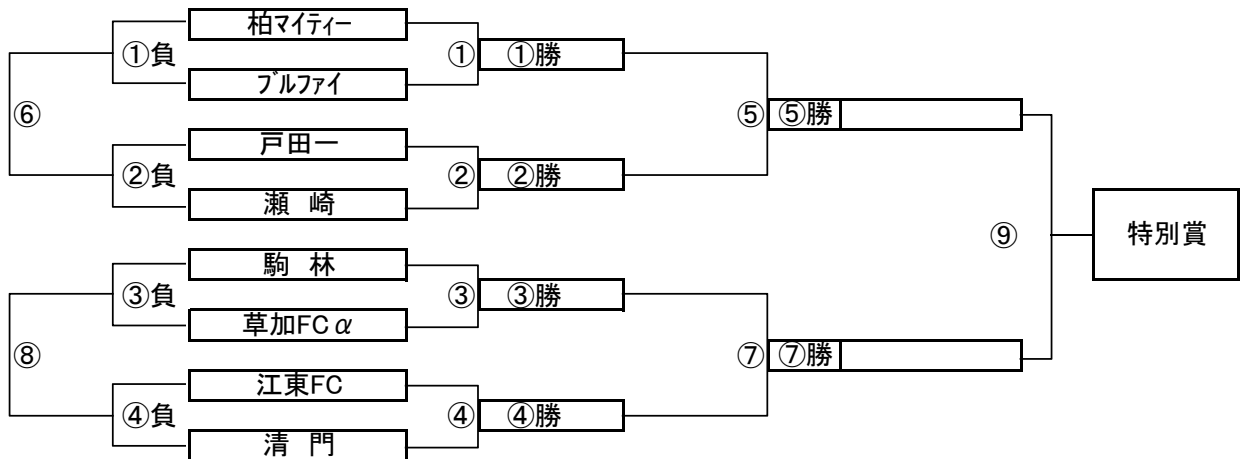 柏マイティー
①負
①
①勝
ブルファイ
⑥
⑤
⑤勝
戸田一
②負
②
②勝
瀬 崎
⑨
特別賞
駒 林
③負
③
③勝
草加FCα
⑧
⑦
⑦勝
江東FC
④負
④
④勝
清 門